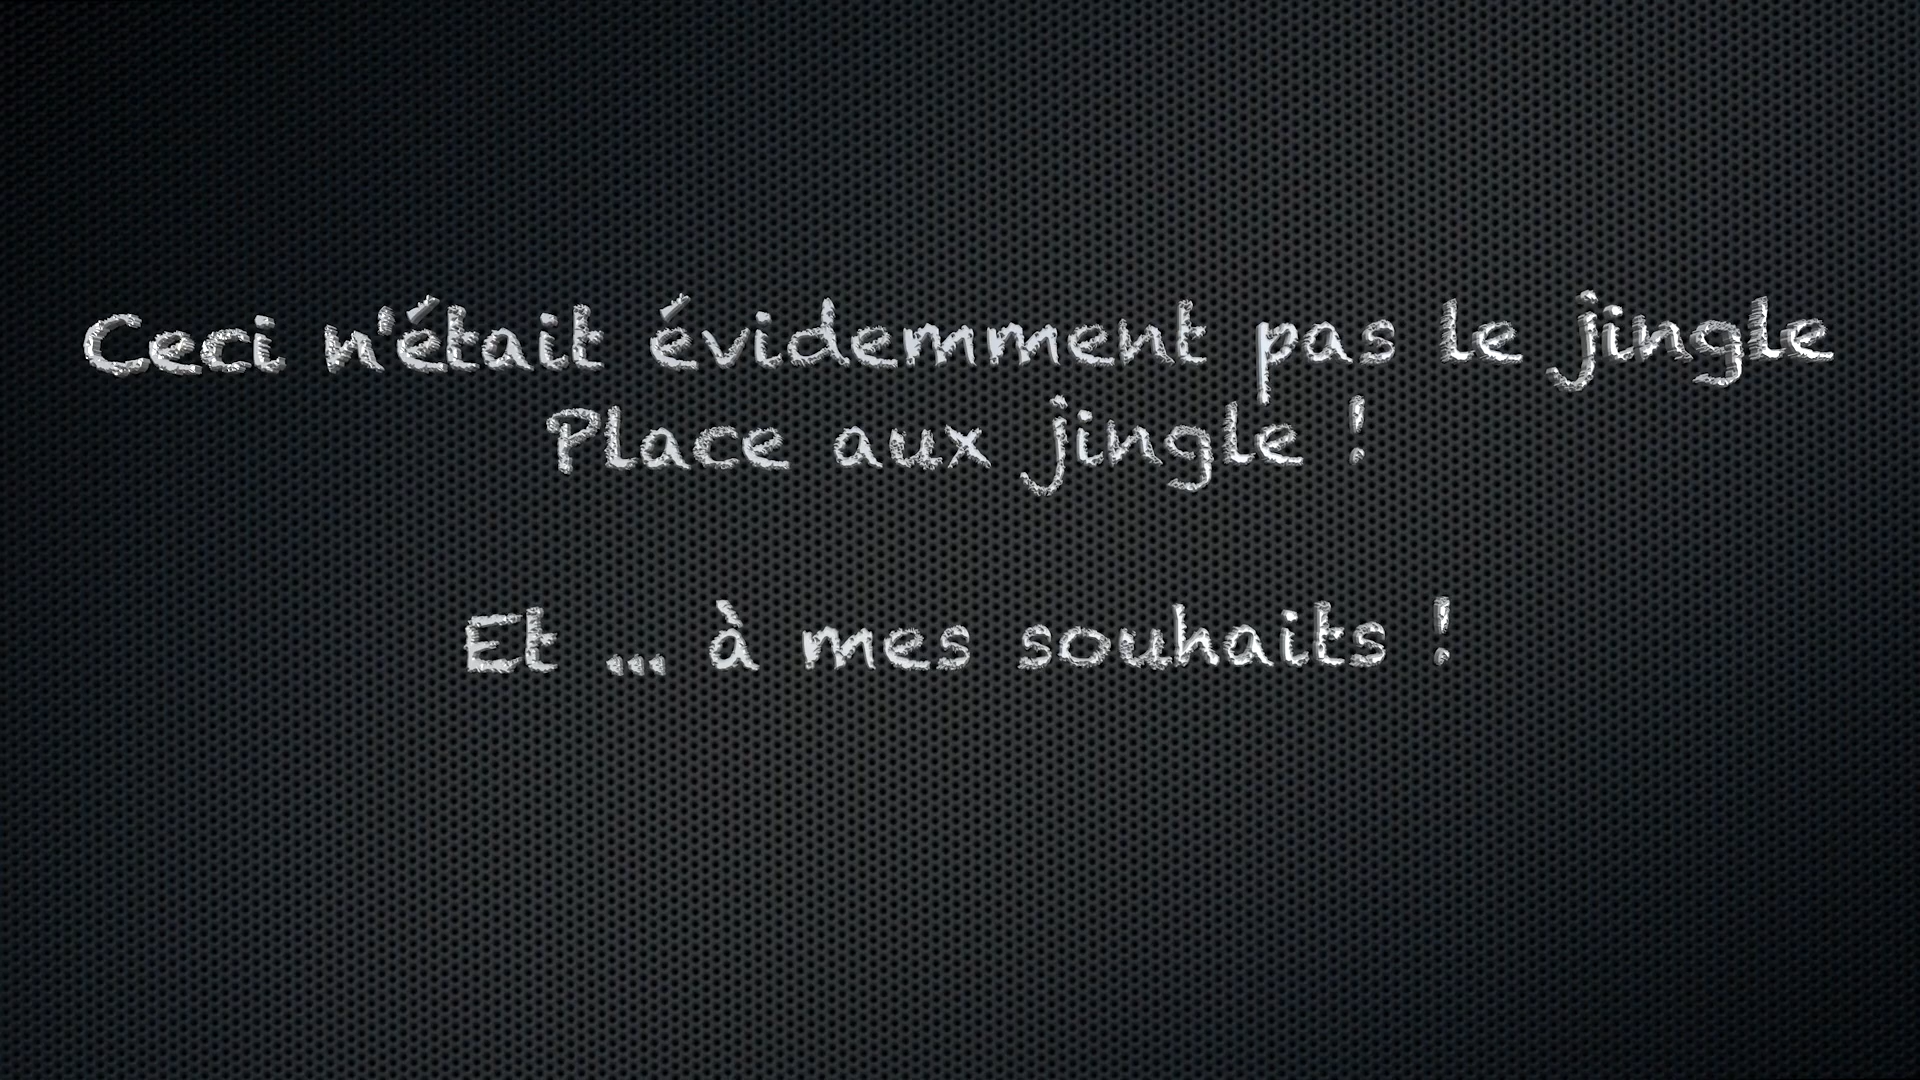 Ceci n'était évidemment pas le jingle
Place aux jingle !
Et ... à mes souhaits !